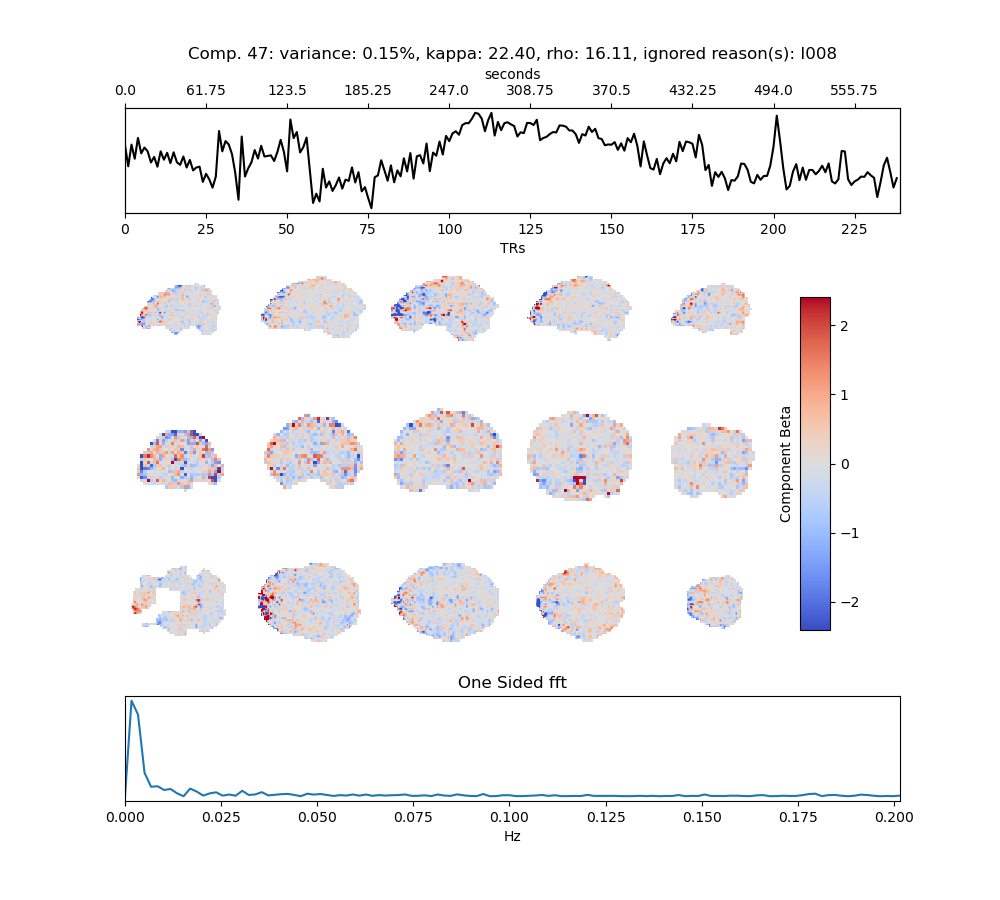 Comp. 47: variance: 0.15%, kappa: 22.40, rho: 16.11, ignored reason(s): I008
seconds
0.0 61.75 123.5 185.25 247.0 308.75 370.5 432.25 494.0 555.75
0 25 50 75 100 125 150 175 200 225
TRs
2
1
0
−1
−2
Component Beta
One Sided fft
0.000 0.025 0.050 0.075 0.100 0.125 0.150 0.175 0.200
Hz